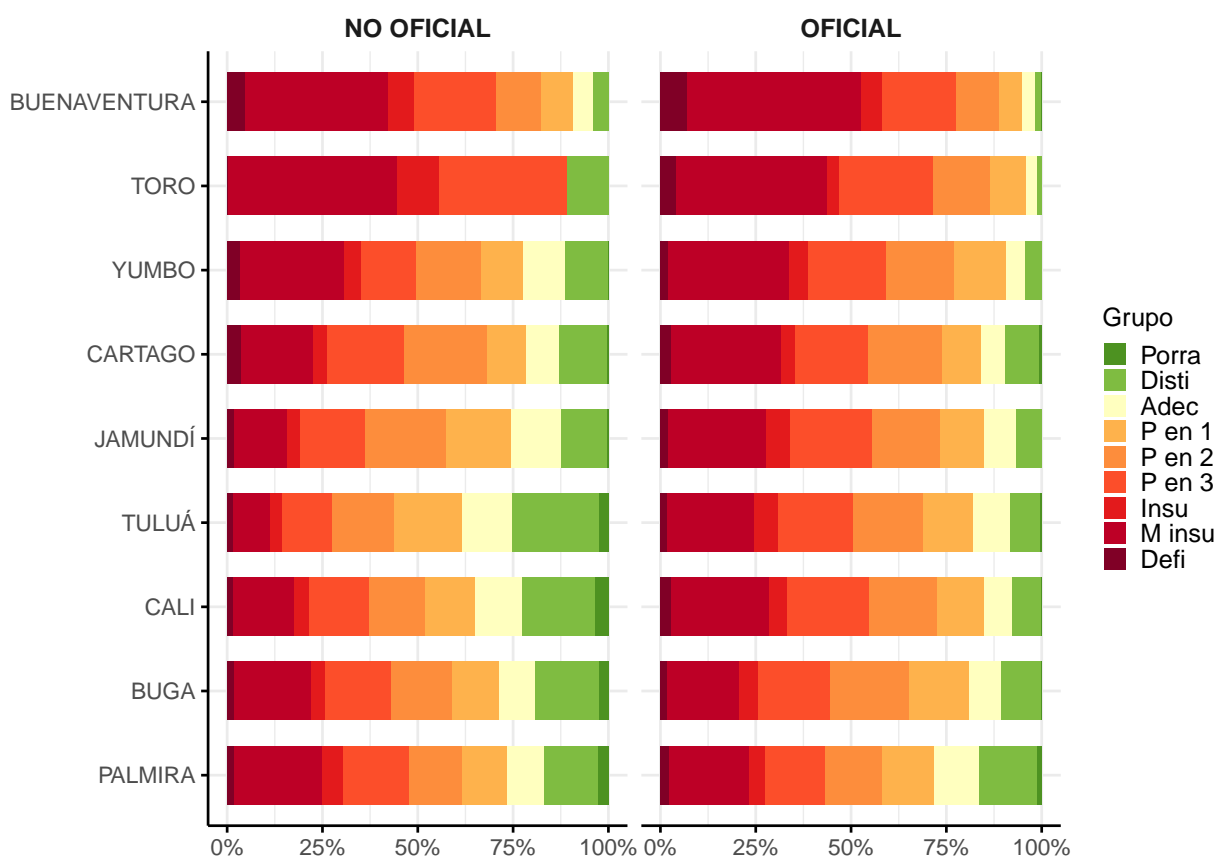 NO OFICIAL
OFICIAL
BUENAVENTURA
TORO
YUMBO
CARTAGO
JAMUNDÍ
TULUÁ
CALI
BUGA
PALMIRA
0% 25% 50% 75% 100% 0% 25% 50% 75% 100%
Grupo
Porra
Disti
Adec
P en 1
P en 2
P en 3
Insu
M insu
Defi